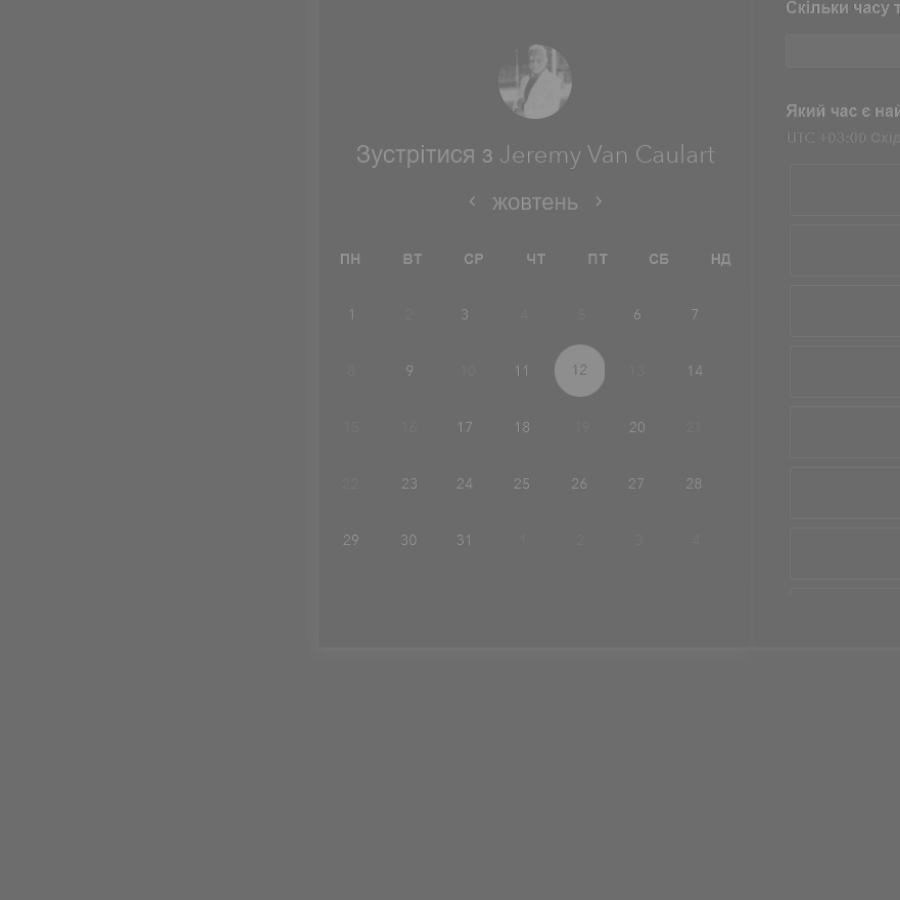 Скільки часу
Який час є
UTC +03:00
Зустрітися з Jeremy Van Caulart
жовтень
ПН ВТ СР ЧТ ПТ СБ НД
1 2 3 4 5 6 7
8 9 10 11 12 13 14
15 16 17 18 19 20 21
22 23 24 25 26 27 28
29 30 31 1 2 3 4